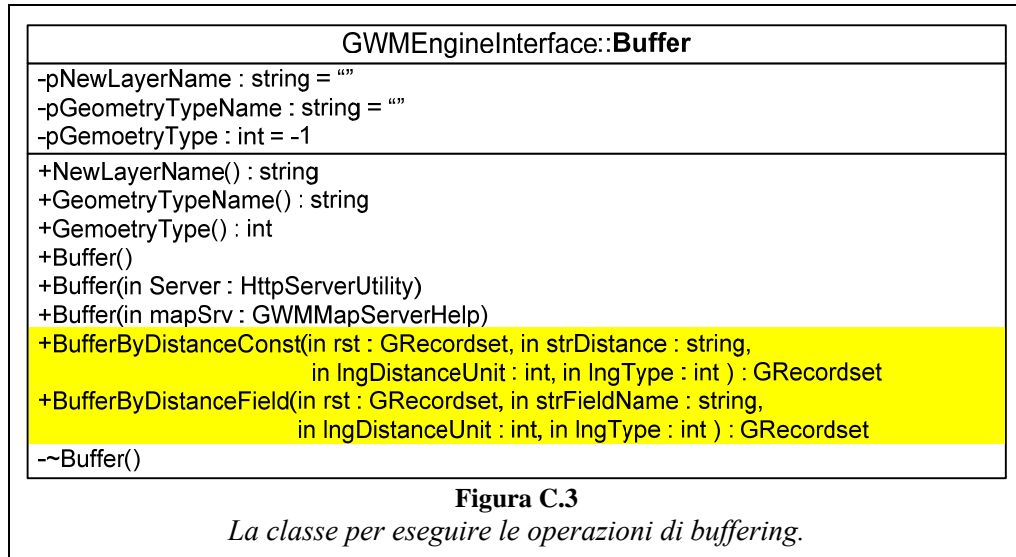 GWMEngineInterface::Buffer
-pNewLayerName : string = “”
-pGeometryTypeName : string = “”
-pGemoetryType : int = -1
+NewLayerName() : string
+GeometryTypeName() : string
+GemoetryType() : int
+Buffer()
+Buffer(in Server : HttpServerUtility)
+Buffer(in mapSrv : GWMMapServerHelp)
+BufferByDistanceConst(in rst : GRecordset, in strDistance : string,
in lngDistanceUnit : int, in lngType : int ) : GRecordset
+BufferByDistanceField(in rst : GRecordset, in strFieldName : string,
in lngDistanceUnit : int, in lngType : int ) : GRecordset
-~Buffer()
Figura C.3
La classe per eseguire le operazioni di buffering.